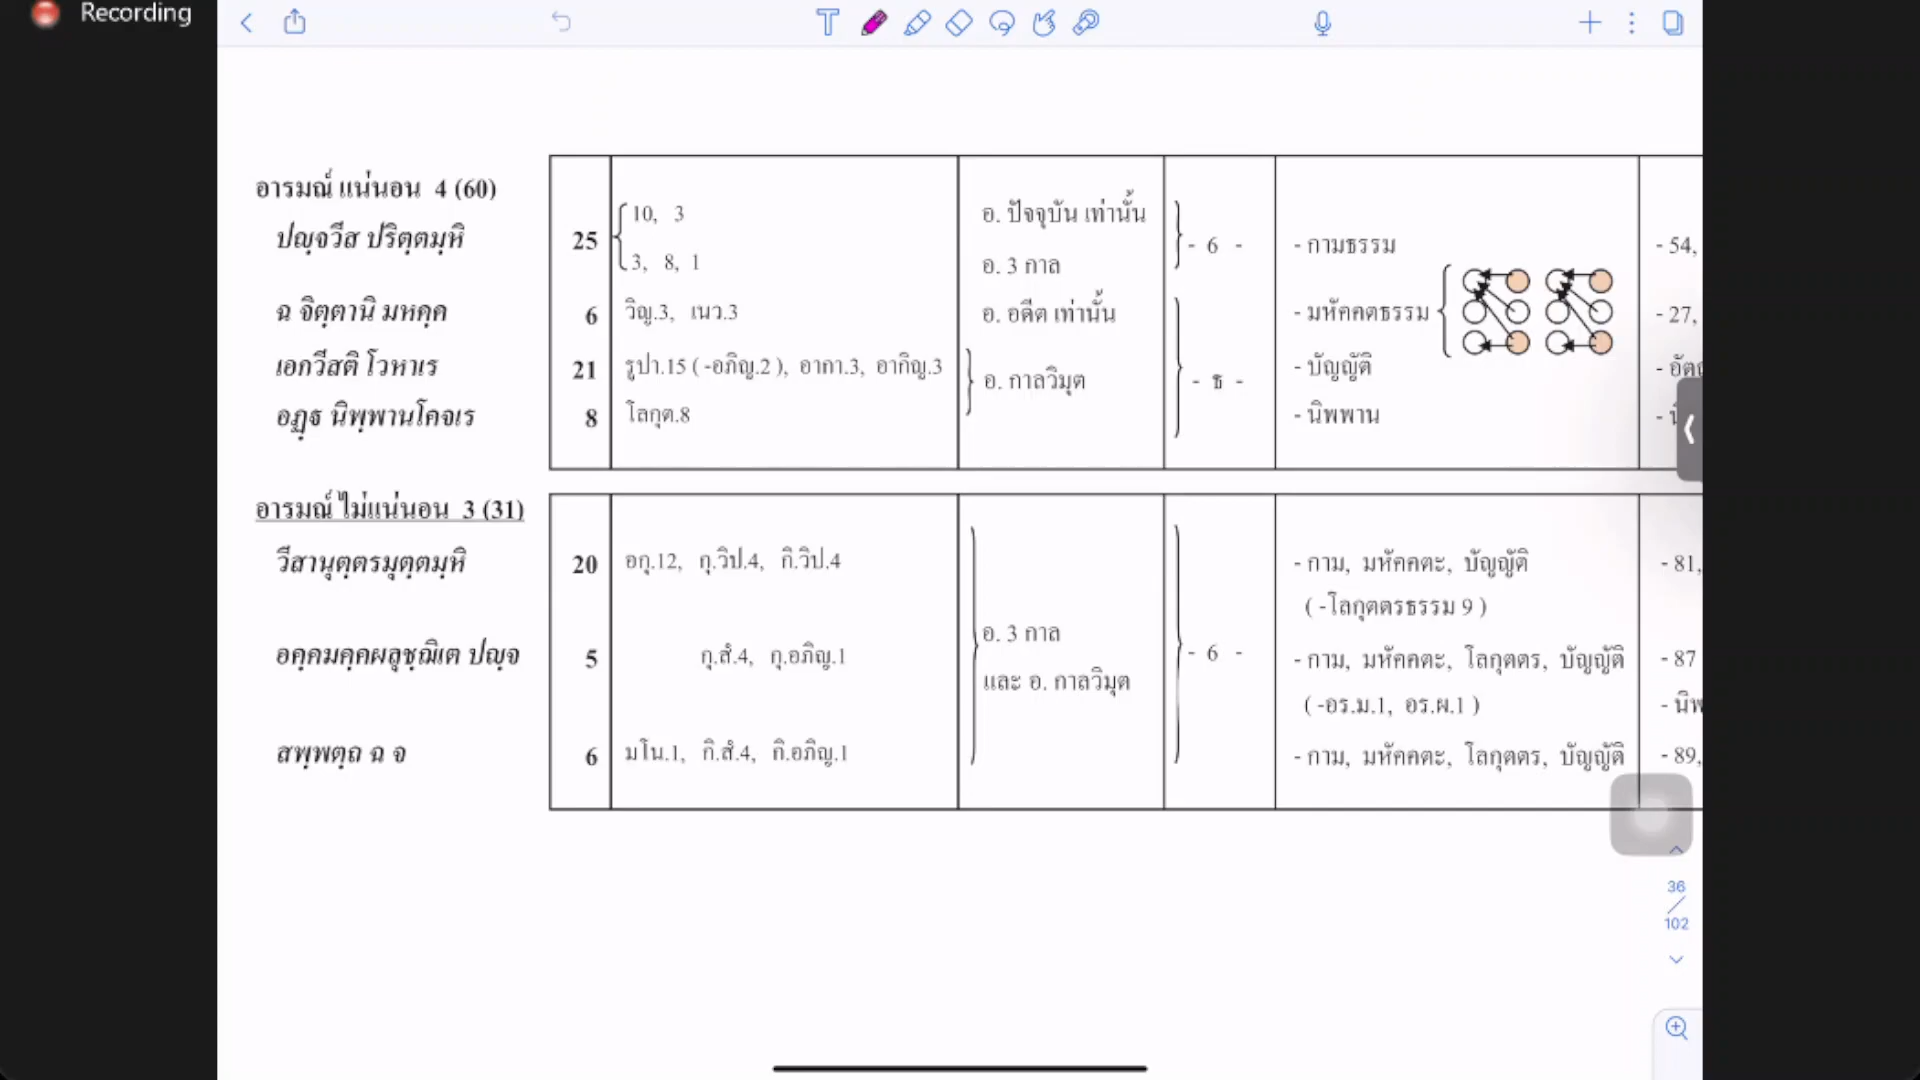 Recording
อารมณ์ แน่นอน 4 (60)
ปญฺจวีส ปริตฺตมฺหิ
25
10, 3
3, 8, 1
อ. ปัจจุบัน เท่านั้น
อ. 3 กาล
- 6 -
- กามธรรม
- 54,
ฉ จิตฺตานิ มหคฺค
6
วิญ.3, เนว.3
อ. อดีต เท่านั้น
- มหัคคตธรรม
- 27,
เอกวีสติ โวหาเร
21
รูปา.15 ( -อภิญ.2 ), อากา.3, อากิญ.3
อ. กาลวิมุต
- ธ -
- บัญญัติ
อฏฺฐ นิพฺพานโคจเร
8
โลกุต.8
- นิพพาน
อารมณ์ ไม่แน่นอน 3 (31)
วีสานุตฺตรมุตฺตมฺหิ
20
อกุ.12, กุ.วิป.4, กิ.วิป.4
- กาม, มหัคคตะ, บัญญัติ
( -โลกุตตรธรรม 9 )
- 81,
อคฺคมคฺคผลุชฺฌิเต ปญฺจ
5
กุ.สํ.4, กุ.อภิญ.1
อ. 3 กาล
และ อ. กาลวิมุต
- 6 -
- กาม, มหัคคตะ, โลกุตตร, บัญญัติ
( -อร.ม.1, อร.ผ.1 )
- 87
สพฺพตฺถ ฉ จ
6
มโน.1, กิ.สํ.4, กิ.อภิญ.1
- กาม, มหัคคตะ, โลกุตตร, บัญญัติ
- 89,
36
102